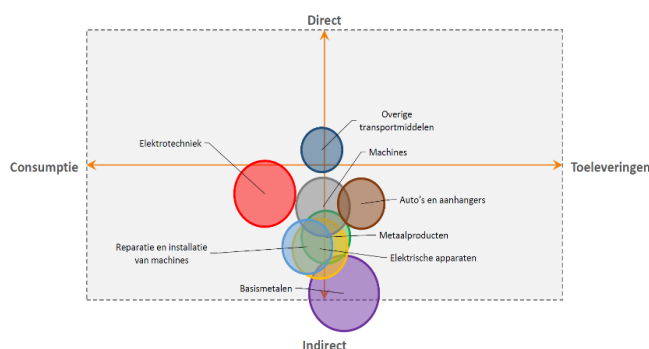 Direct
Overige
transportmiddelen
Elektrotechniek
Machines
Consumptie
Toeleveringen
Auto's en aanhangers
Metaalproducten
Reparatie en installatie
van machines
Elektrische apparaten
Basismetalen
Indirect